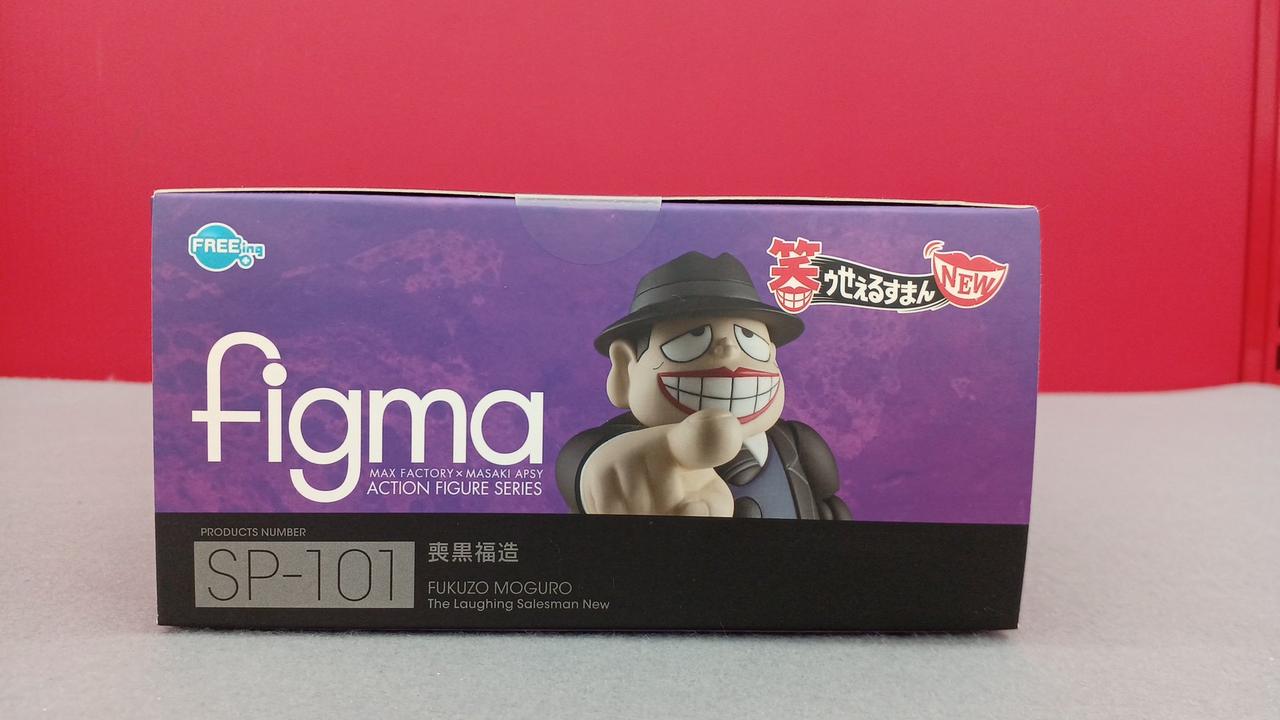 FREEing
笑ゥせぇるすまん NEW
figma
MAX FACTORY×MASAKI APSY
ACTION FIGURE SERIES
PRODUCTS NUMBER
SP-101
喪黒福造
FUKUZO MOGURO
The Laughing Salesman New